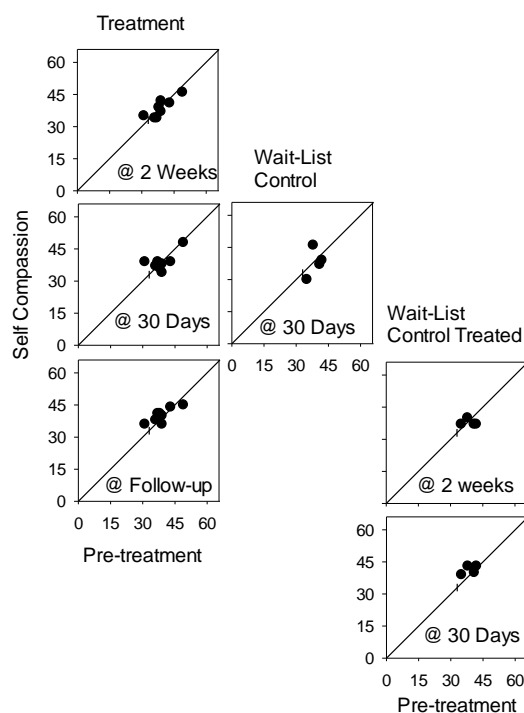 Treatment
60
45
30
15
0
@ 2 Weeks
Wait-List
Control
Self Compassion
60
45
30
15
0
@ 30 Days
@ 30 Days
0 15 30 45 60
Wait-List
Control Treated
60
45
30
15
0
@ Follow-up
0 15 30 45 60
Pre-treatment
@ 2 weeks
60
45
30
15
0
@ 30 Days
0 15 30 45 60
Pre-treatment